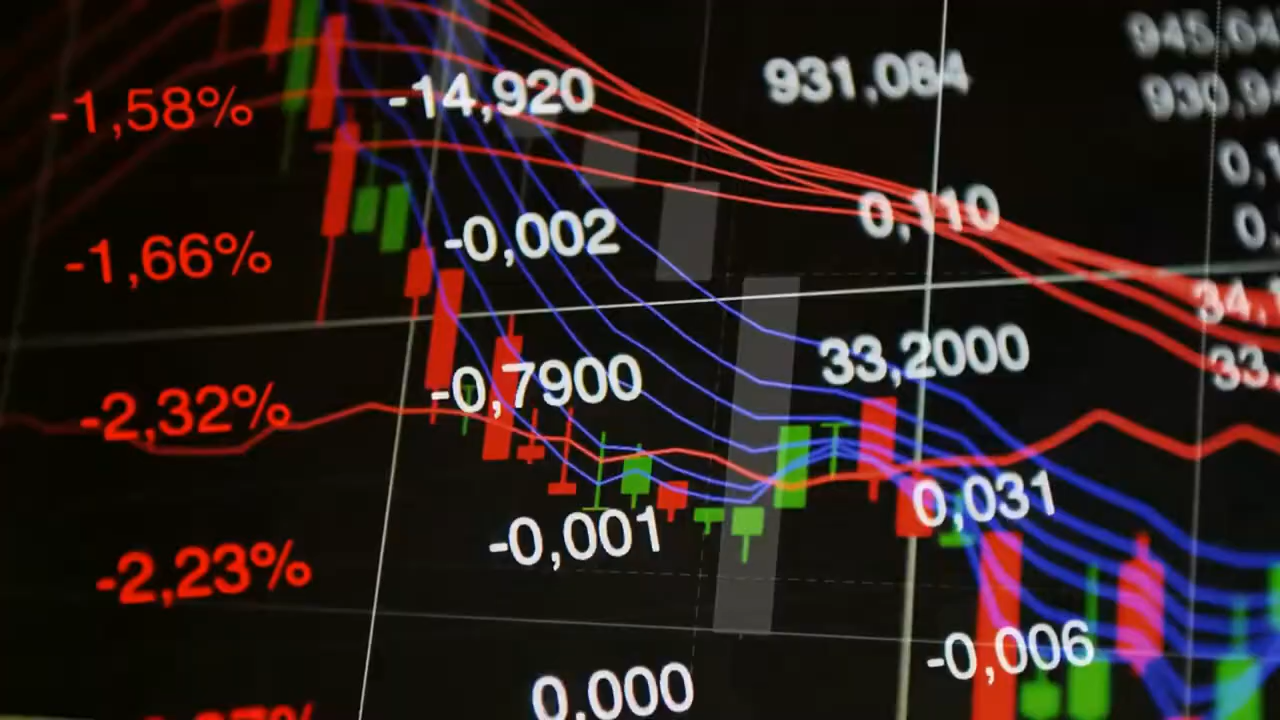 -1,58% -14,920 931,084
-1,66% -0,002 0,110
-2,32% -0,7900 33,2000
-2,23% -0,001 0,031
0,000 -0,006